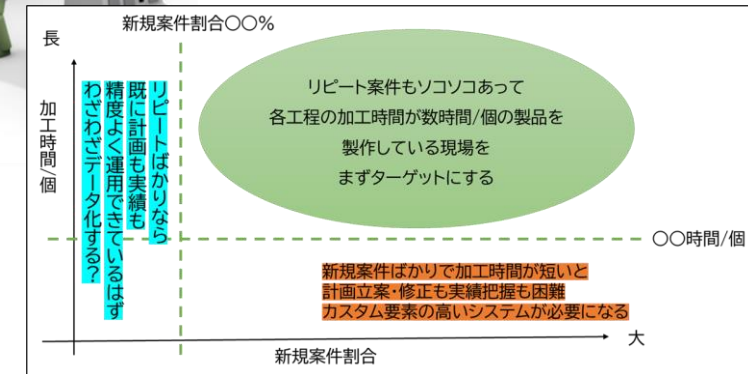 新規案件割合〇〇%
長
加工時間/個
リピートばかりなら
既に計画も実績も
精度よく運用できているはず
わざわざデータ化する？
リピート案件もソコソコあって
各工程の加工時間が数時間/個の製品を
製作している現場を
まずターゲットにする
〇〇時間/個
新規案件ばかりで加工時間が短いと
計画立案・修正も実績把握も困難
カスタム要素の高いシステムが必要になる
大
新規案件割合